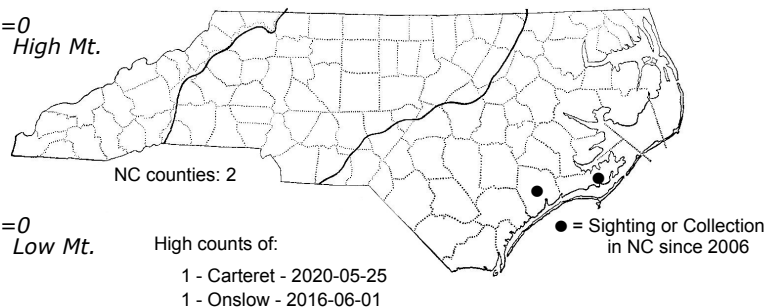 =0
High Mt.
NC counties: 2
=0
Low Mt.
High counts of:
1 - Carteret - 2020-05-25
1 - Onslow - 2016-06-01
● = Sighting or Collection
in NC since 2006